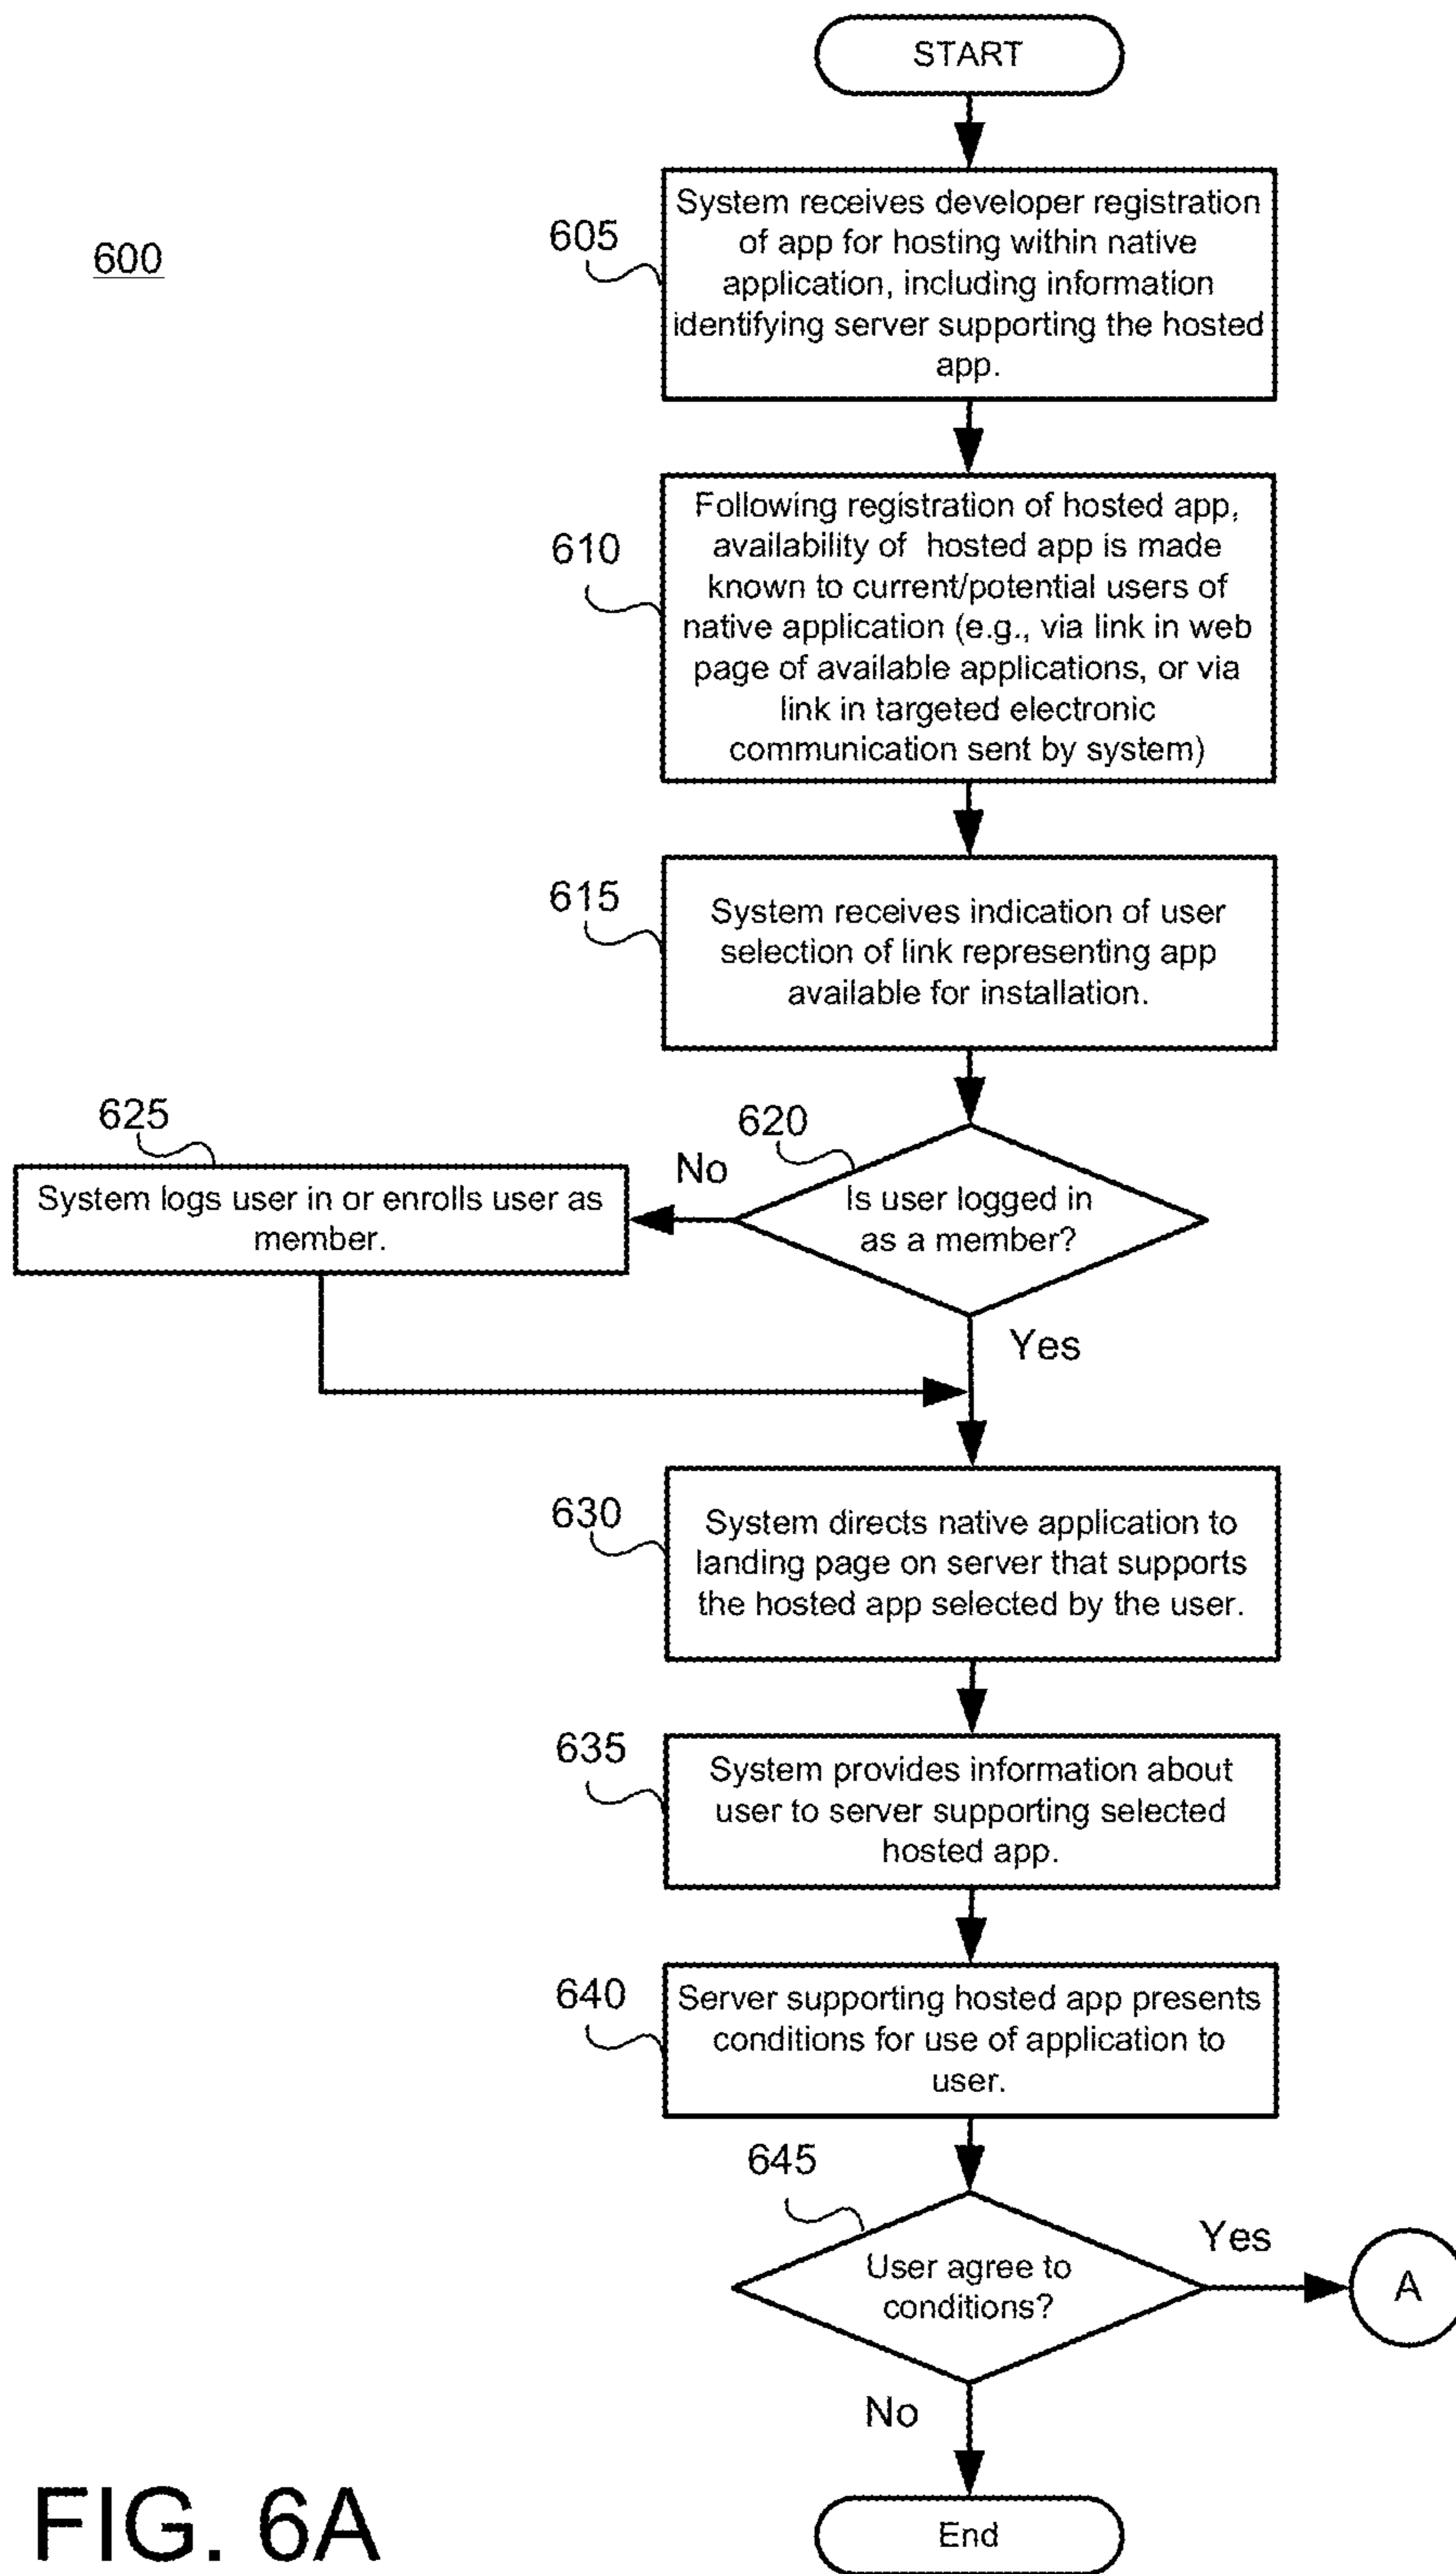 START
600
605
System receives developer registration
of app for hosting within native
application, including information
identifying server supporting the hosted
app.
610
Following registration of hosted app,
availability of hosted app is made
known to current/potential users of
native application (e.g., via link in web
page of available applications, or via
link in targeted electronic
communication sent by system)
615
System receives indication of user
selection of link representing app
available for installation.
620
Is user logged in
as a member?
No
625
System logs user in or enrolls user as
member.
Yes
630
System directs native application to
landing page on server that supports
the hosted app selected by the user.
635
System provides information about
user to server supporting selected
hosted app.
640
Server supporting hosted app presents
conditions for use of application to
user.
645
User agree to
conditions?
Yes
A
No
End
FIG. 6A